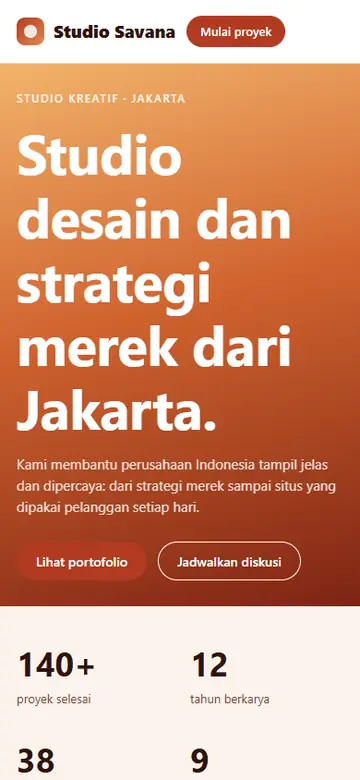 Studio Savana
Mulai proyek
STUDIO KREATIF · JAKARTA
Studio
desain dan
strategi
merek dari
Jakarta.
Kami membantu perusahaan Indonesia tampil jelas
dan dipercaya: dari strategi merek sampai situs yang
dipakai pelanggan setiap hari.
Lihat portofolio
Jadwalkan diskusi
140+
12
proyek selesai
tahun berkarya
38
9